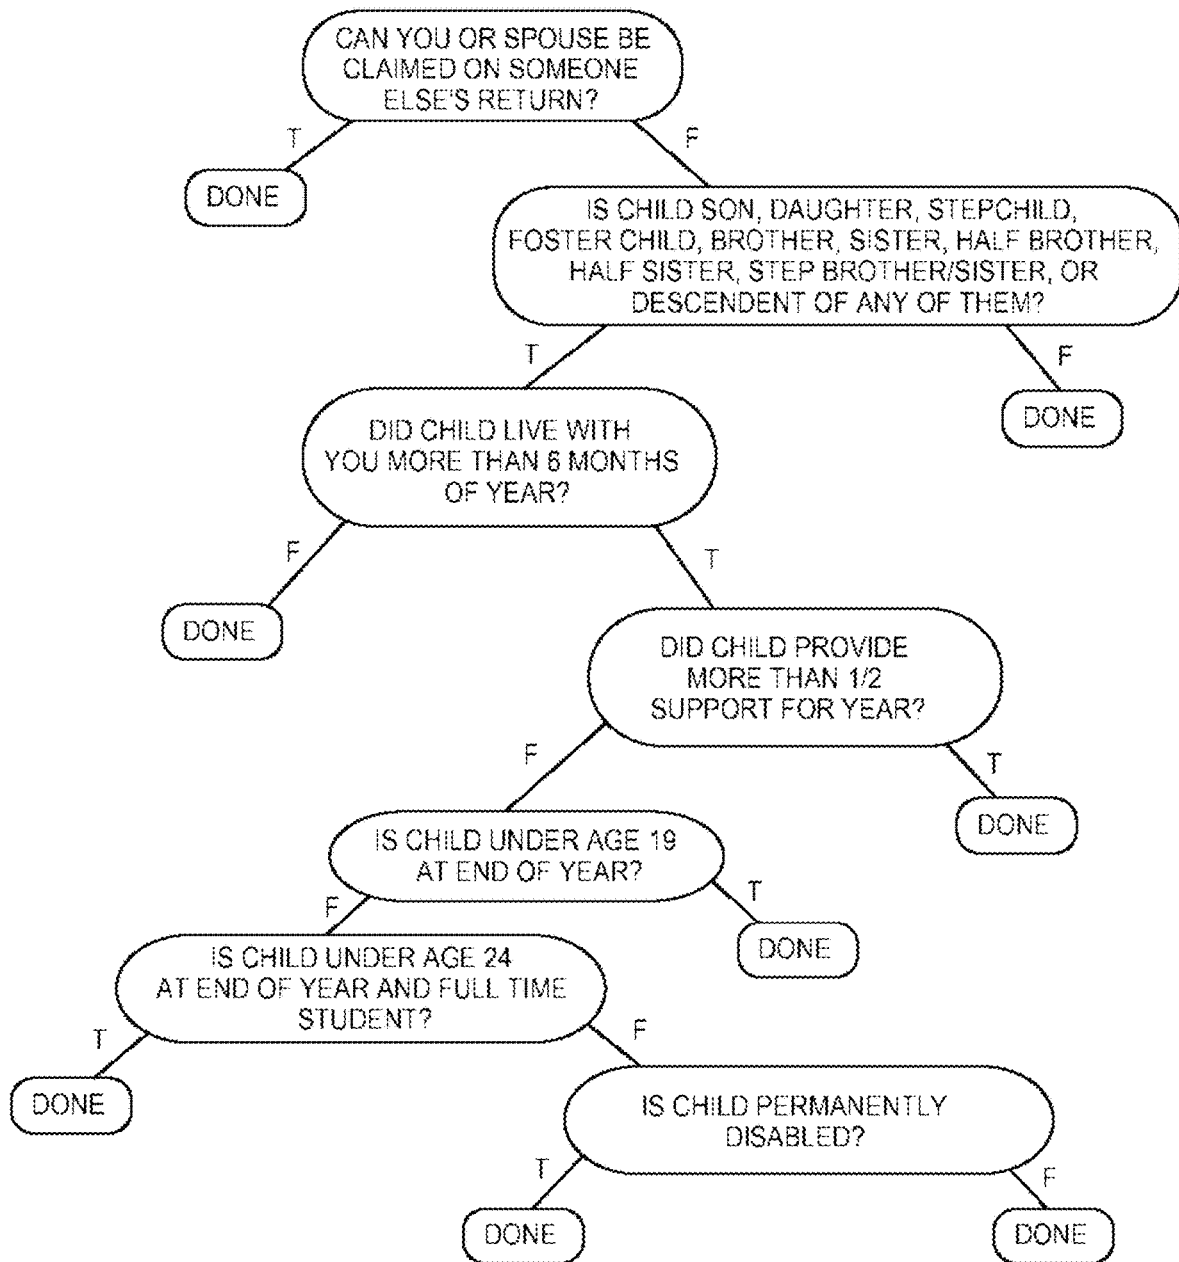 CAN YOU OR SPOUSE BE
CLAIMED ON SOMEONE
ELSE'S RETURN?
T
F
DONE
IS CHILD SON, DAUGHTER, STEPCHILD,
FOSTER CHILD, BROTHER, SISTER, HALF BROTHER,
HALF SISTER, STEP BROTHER/SISTER, OR
DESCENDENT OF ANY OF THEM?
T
F
DONE
DID CHILD LIVE WITH
YOU MORE THAN 6 MONTHS
OF YEAR?
F
T
DONE
DID CHILD PROVIDE
MORE THAN 1/2
SUPPORT FOR YEAR?
F
T
DONE
IS CHILD UNDER AGE 19
AT END OF YEAR?
F
T
DONE
IS CHILD UNDER AGE 24
AT END OF YEAR AND FULL TIME
STUDENT?
T
F
DONE
IS CHILD PERMANENTLY
DISABLED?
T
F
DONE
DONE